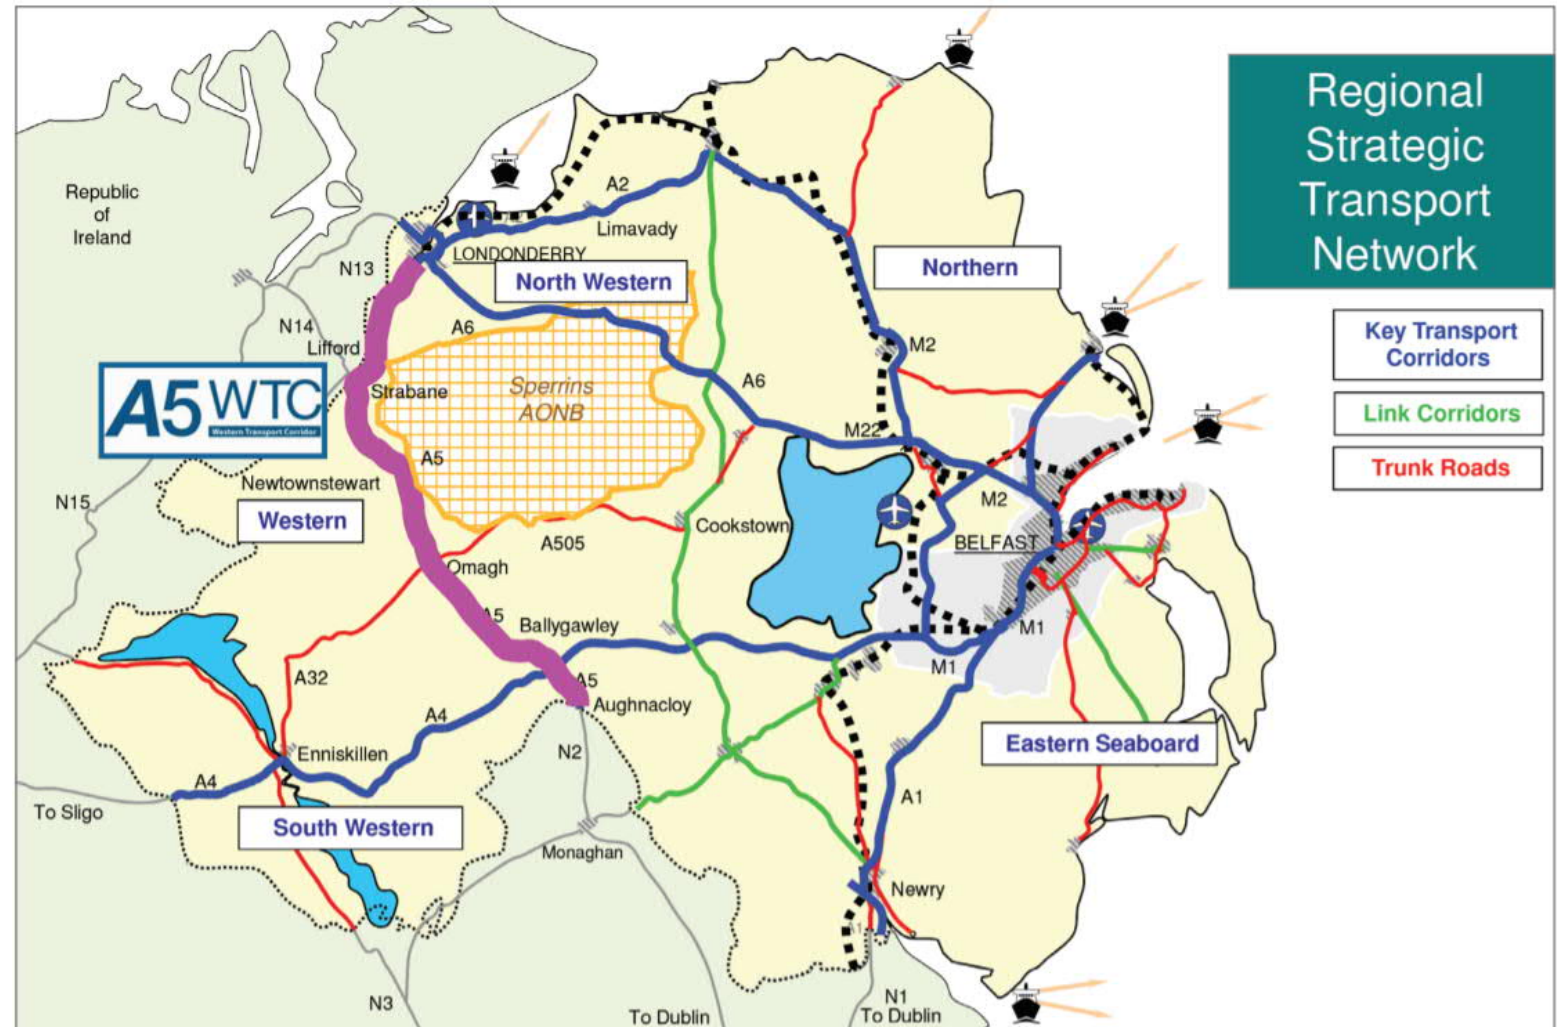 Regional
Strategic
Transport
Network
Key Transport
Corridors
Link Corridors
Trunk Roads
Republic
of
Ireland
A2
Limavady
N13
LONDONDERRY
North Western
Northern
N14
Lifford
A6
M2
A5 WTC
Western Transport Corridor
Strabane
Sperrins
AONB
A6
M22
A5
Newtownstewart
N15
Western
M2
Cookstown
A505
BELFAST
Omagh
A5
Ballygawley
M1
M1
A32
A5
Aughnacloy
A4
N2
Eastern Seaboard
Enniskillen
A4
To Sligo
South Western
A1
Monaghan
Newry
A1
N3
N1
To Dublin
To Dublin